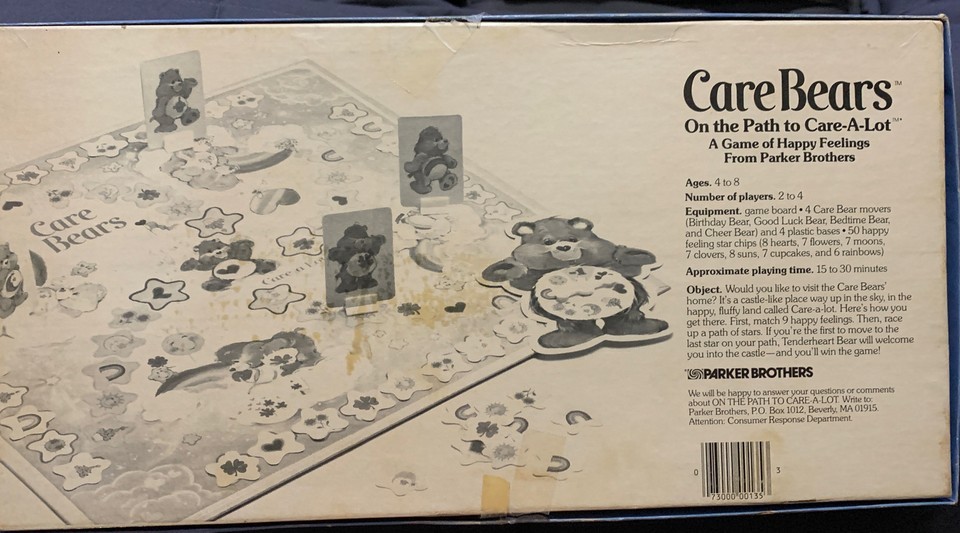 Care Bears™
On the Path to Care-A-Lot™*
A Game of Happy Feelings
From Parker Brothers
Ages. 4 to 8
Number of players. 2 to 4
Equipment. game board • 4 Care Bear movers
(Birthday Bear, Good Luck Bear, Bedtime Bear,
and Cheer Bear) and 4 plastic bases • 50 happy
feeling star chips (8 hearts, 7 flowers, 7 moons,
7 clovers, 8 suns, 7 cupcakes, and 6 rainbows)
Approximate playing time. 15 to 30 minutes
Object. Would you like to visit the Care Bears'
home? It's a castle-like place way up in the sky, in the
happy, fluffy land called Care-a-lot. Here's how you
get there. First, match 9 happy feelings. Then, race
up a path of stars. If you're the first to move to the
last star on your path, Tenderheart Bear will welcome
you into the castle—and you'll win the game!
PARKER BROTHERS
We will be happy to answer your questions or comments
about ON THE PATH TO CARE-A-LOT. Write to:
Parker Brothers, P.O. Box 1012, Beverly, MA 01915.
Attention: Consumer Response Department.
0 73000 00135 3
Care
Bears